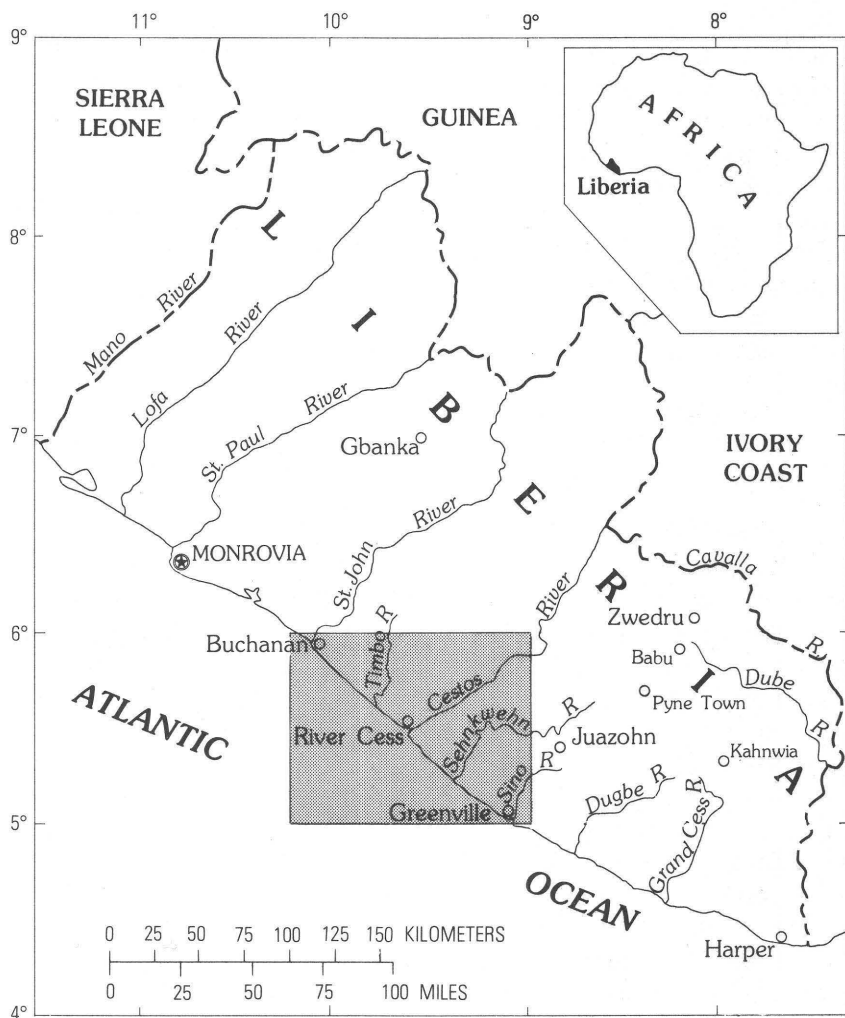 11°
10°
9°
8°
9°
8°
7°
6°
5°
4°
SIERRA
LEONE
GUINEA
AFRICA
Liberia
LIBERIA
Mano River
Lofa River
St. Paul River
Gbanka
IVORY
COAST
MONROVIA
St. John River
Cavalla R.
Zwedru
Babu
Dube R
Pyne Town
Buchanan
Timbo R
Cestos River
River Cess
Sehnkwehn R
Juazohn
Kahnwia
Sino R
Greenville
Dugbe R
Grand Cess R
ATLANTIC
OCEAN
Harper
0 25 50 75 100 125 150 KILOMETERS
0 25 50 75 100 MILES